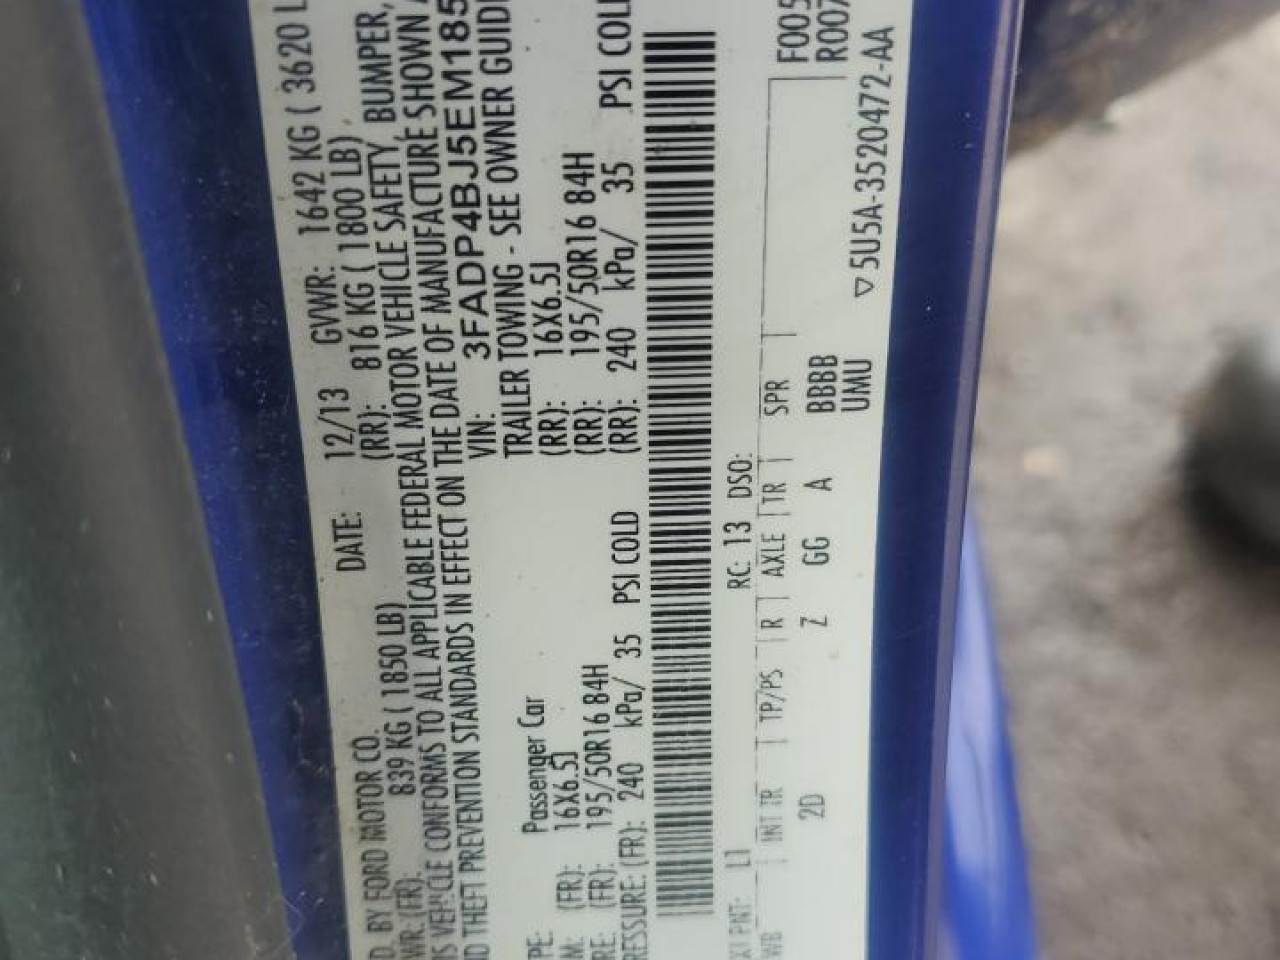 D. BY FORD MOTOR CO. DATE: 12/13 GVWR: 1642 KG ( 3620 L
WR: (FR): 839 KG ( 1850 LB) (RR): 816 KG ( 1800 LB)
IS VEHICLE CONFORMS TO ALL APPLICABLE FEDERAL MOTOR VEHICLE SAFETY, BUMPER,
D THEFT PREVENTION STANDARDS IN EFFECT ON THE DATE OF MANUFACTURE SHOWN
VIN: 3FADP4BJ5EM185
PE: Passenger Car TRAILER TOWING - SEE OWNER GUID
M: (FR): 16X6.5J (RR): 16X6.5J
RE: (FR): 195/50R16 84H (RR): 195/50R16 84H
RESSURE: (FR): 240 kPa/ 35 PSI COLD (RR): 240 kPa/ 35 PSI COL
XT PNT: L1 RC: 13 DSO:
WB INT TR TP/PS R AXLE TR SPR
2D Z GG A BBBB F005
UMU R007
▽ 5U5A-3520472-AA